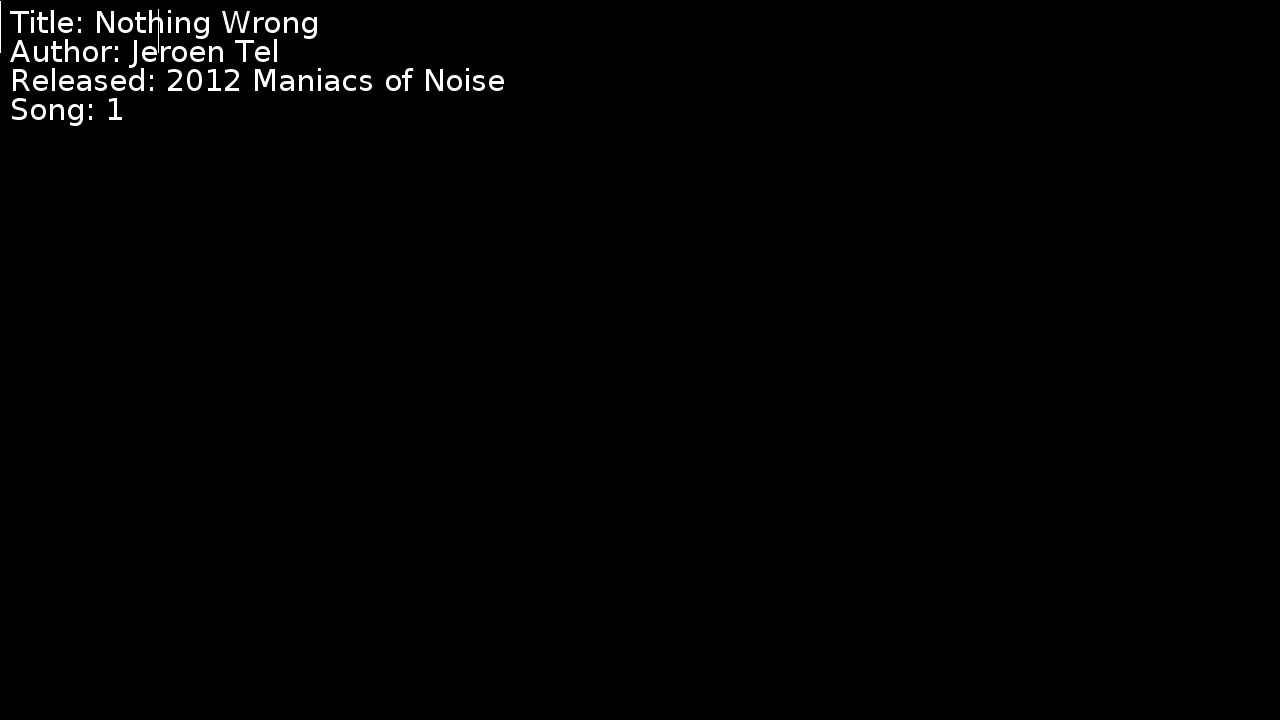 Title: Nothing Wrong
Author: Jeroen Tel
Released: 2012 Maniacs of Noise
Song: 1